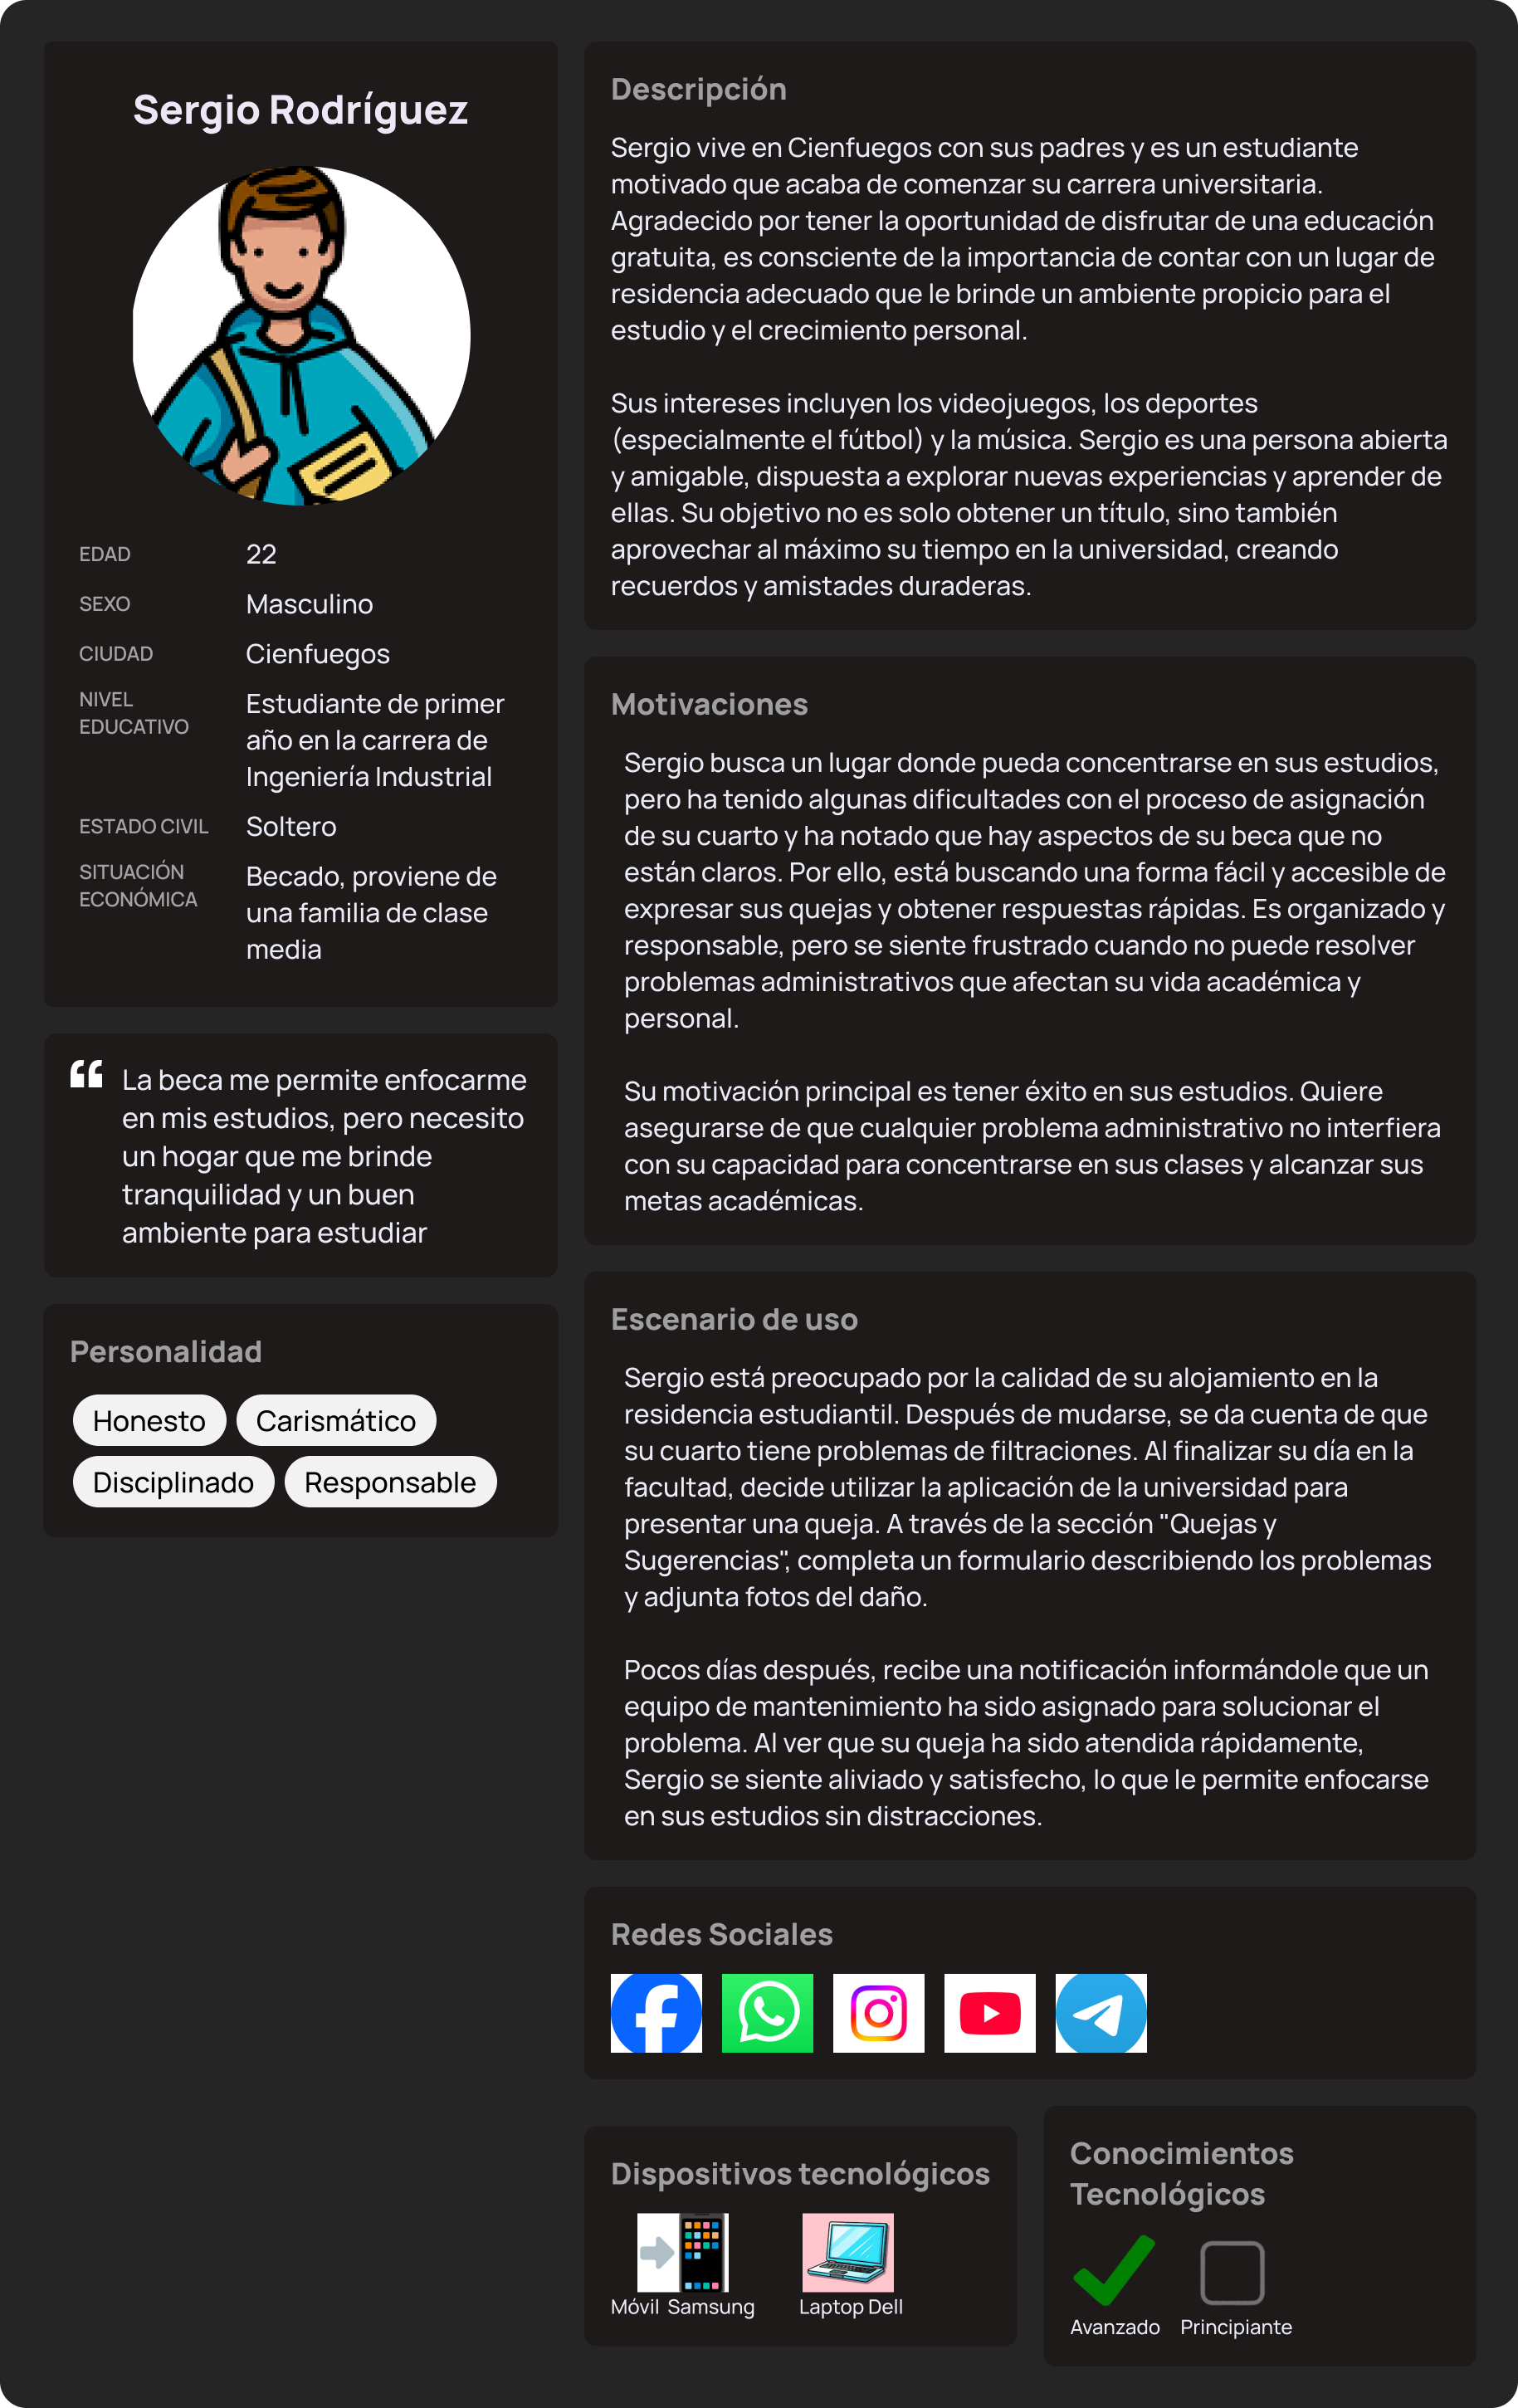 Sergio Rodríguez
EDAD
22
SEXO
Masculino
CIUDAD
Cienfuegos
NIVEL
EDUCATIVO
Estudiante de primer
año en la carrera de
Ingeniería Industrial
ESTADO CIVIL
Soltero
SITUACIÓN
ECONÓMICA
Becado, proviene de
una familia de clase
media
“ La beca me permite enfocarme
en mis estudios, pero necesito
un hogar que me brinde
tranquilidad y un buen
ambiente para estudiar
Personalidad
Honesto
Carismático
Disciplinado
Responsable
Descripción
Sergio vive en Cienfuegos con sus padres y es un estudiante
motivado que acaba de comenzar su carrera universitaria.
Agradecido por tener la oportunidad de disfrutar de una educación
gratuita, es consciente de la importancia de contar con un lugar de
residencia adecuado que le brinde un ambiente propicio para el
estudio y el crecimiento personal.
Sus intereses incluyen los videojuegos, los deportes
(especialmente el fútbol) y la música. Sergio es una persona abierta
y amigable, dispuesta a explorar nuevas experiencias y aprender de
ellas. Su objetivo no es solo obtener un título, sino también
aprovechar al máximo su tiempo en la universidad, creando
recuerdos y amistades duraderas.
Motivaciones
Sergio busca un lugar donde pueda concentrarse en sus estudios,
pero ha tenido algunas dificultades con el proceso de asignación
de su cuarto y ha notado que hay aspectos de su beca que no
están claros. Por ello, está buscando una forma fácil y accesible de
expresar sus quejas y obtener respuestas rápidas. Es organizado y
responsable, pero se siente frustrado cuando no puede resolver
problemas administrativos que afectan su vida académica y
personal.
Su motivación principal es tener éxito en sus estudios. Quiere
asegurarse de que cualquier problema administrativo no interfiera
con su capacidad para concentrarse en sus clases y alcanzar sus
metas académicas.
Escenario de uso
Sergio está preocupado por la calidad de su alojamiento en la
residencia estudiantil. Después de mudarse, se da cuenta de que
su cuarto tiene problemas de filtraciones. Al finalizar su día en la
facultad, decide utilizar la aplicación de la universidad para
presentar una queja. A través de la sección "Quejas y
Sugerencias", completa un formulario describiendo los problemas
y adjunta fotos del daño.
Pocos días después, recibe una notificación informándole que un
equipo de mantenimiento ha sido asignado para solucionar el
problema. Al ver que su queja ha sido atendida rápidamente,
Sergio se siente aliviado y satisfecho, lo que le permite enfocarse
en sus estudios sin distracciones.
Redes Sociales
Dispositivos tecnológicos
Móvil Samsung
Laptop Dell
Conocimientos
Tecnológicos
Avanzado
Principiante